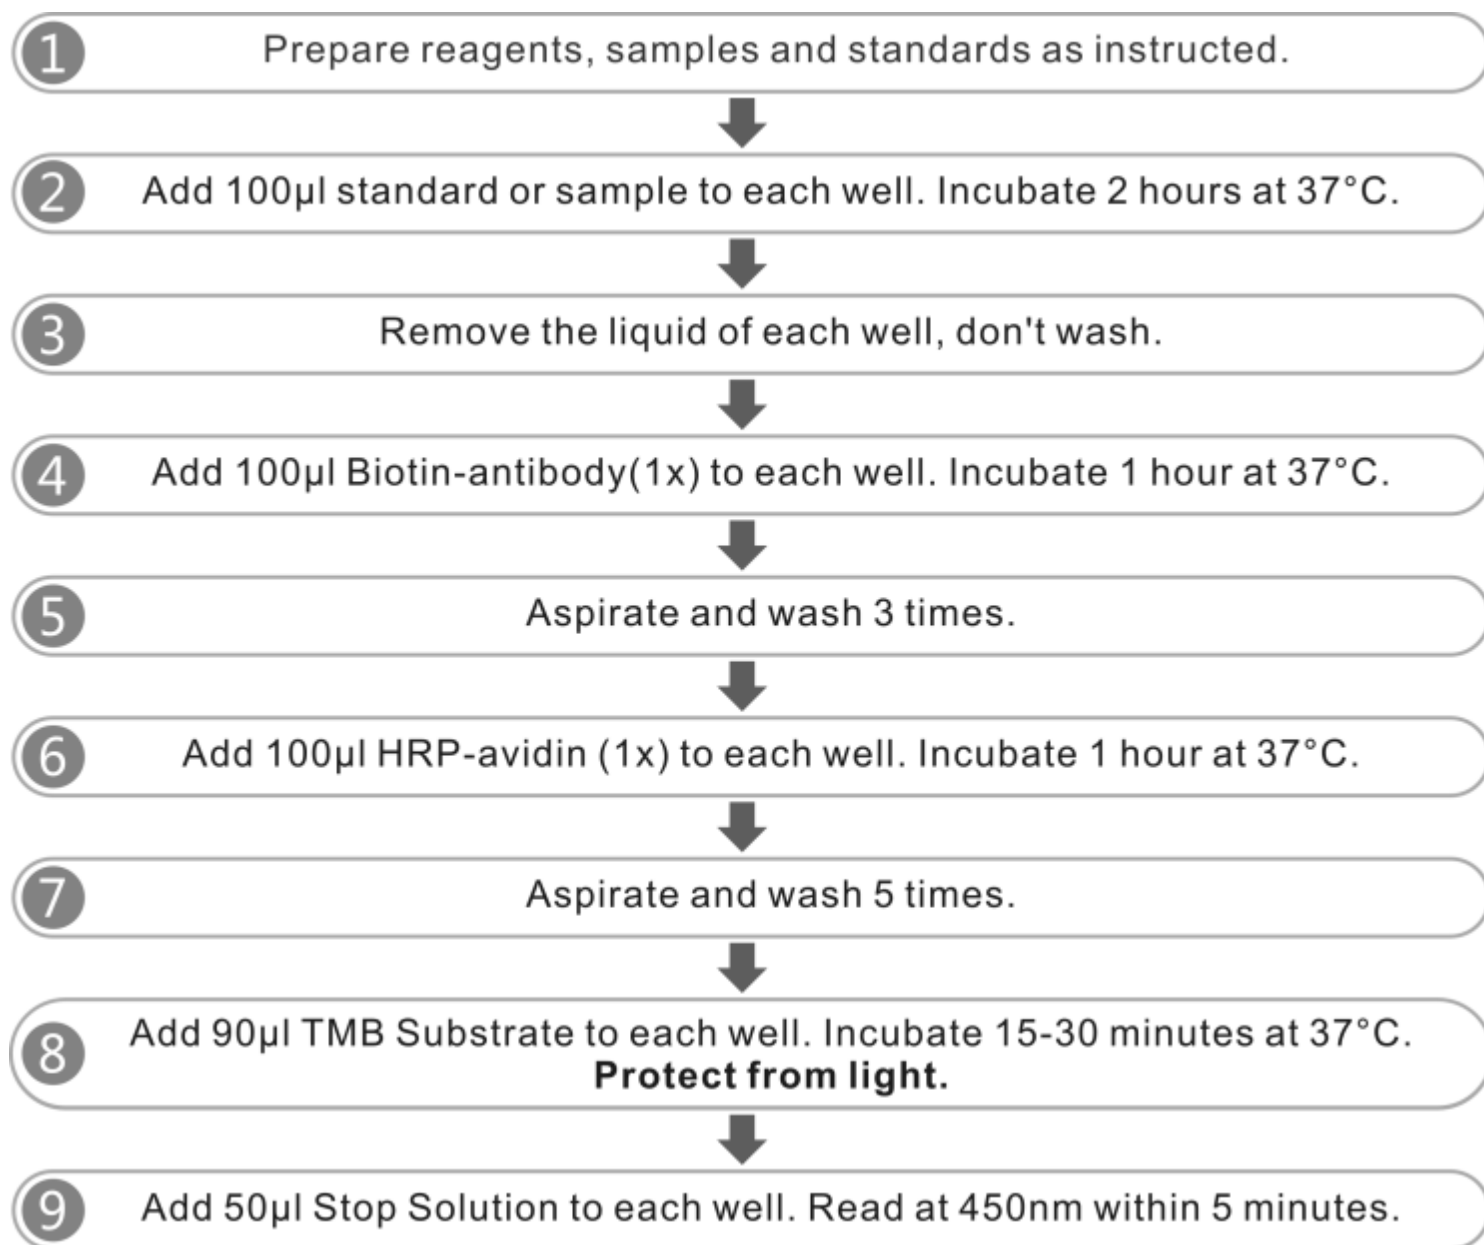 1 Prepare reagents, samples and standards as instructed.
2 Add 100µl standard or sample to each well. Incubate 2 hours at 37°C.
3 Remove the liquid of each well, don't wash.
4 Add 100µl Biotin-antibody(1x) to each well. Incubate 1 hour at 37°C.
5 Aspirate and wash 3 times.
6 Add 100µl HRP-avidin (1x) to each well. Incubate 1 hour at 37°C.
7 Aspirate and wash 5 times.
8 Add 90µl TMB Substrate to each well. Incubate 15-30 minutes at 37°C.
Protect from light.
9 Add 50µl Stop Solution to each well. Read at 450nm within 5 minutes.